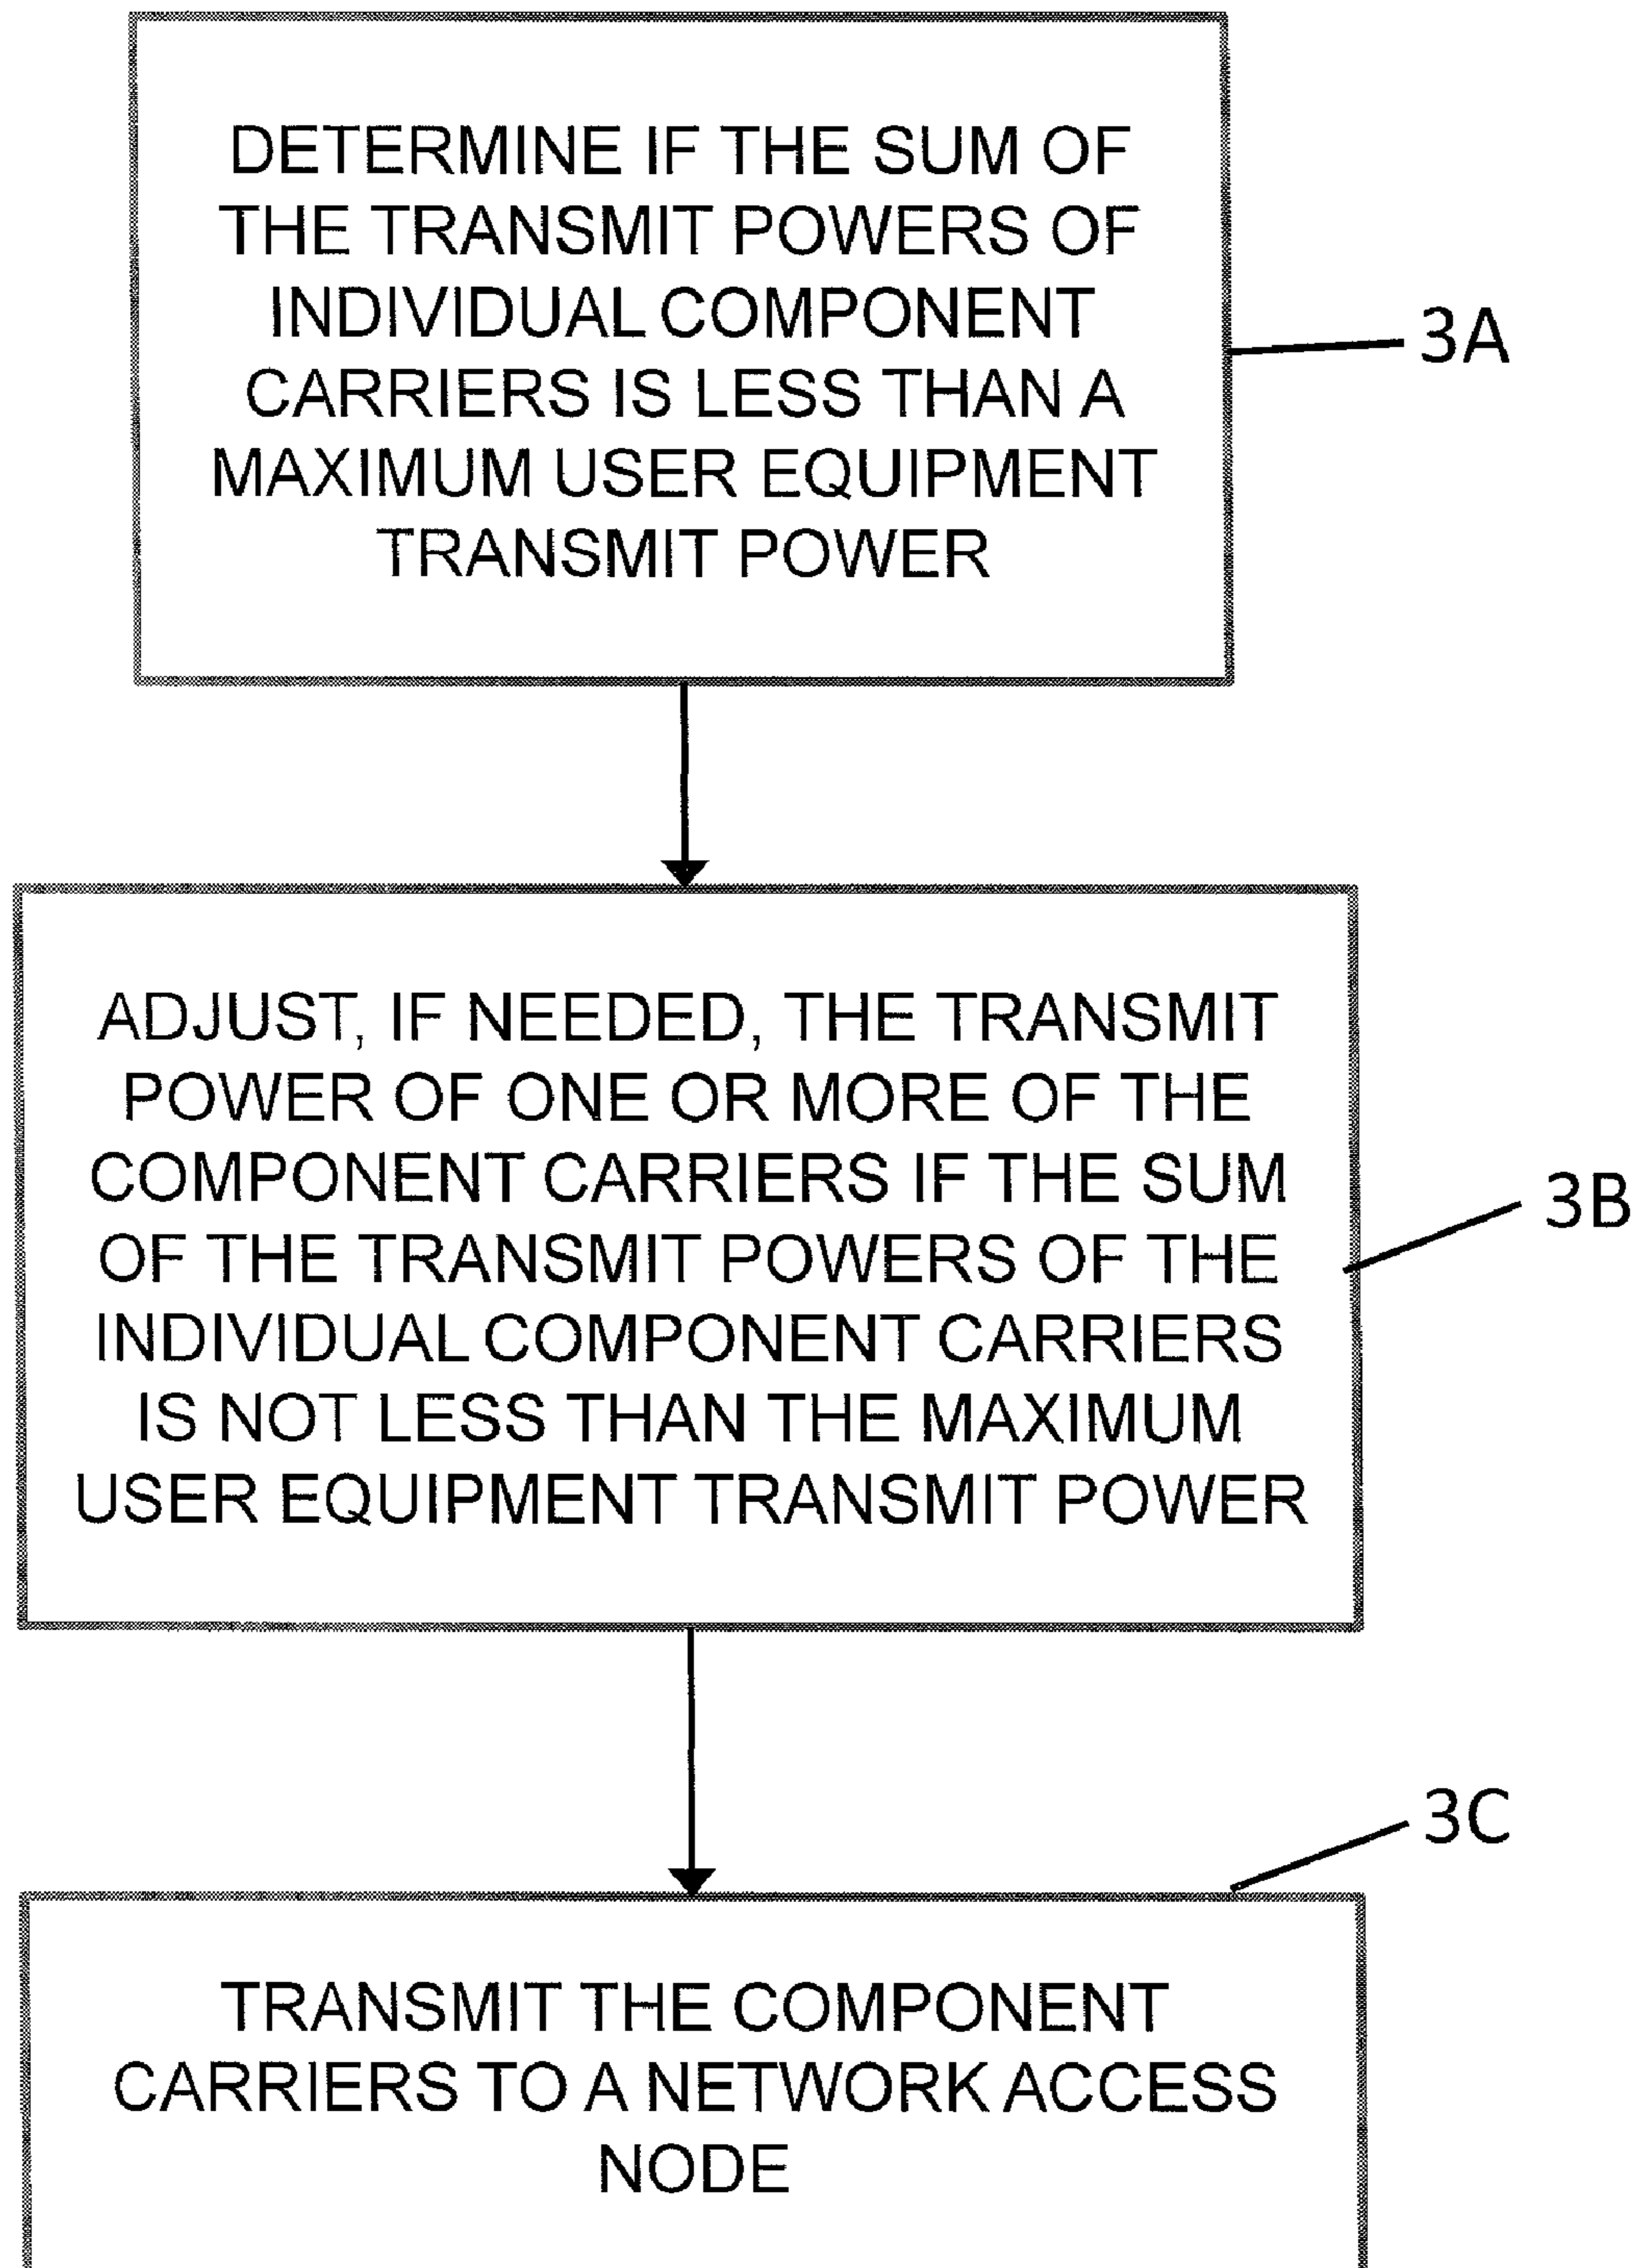 DETERMINE IF THE SUM OF
THE TRANSMIT POWERS OF
INDIVIDUAL COMPONENT
CARRIERS IS LESS THAN A
MAXIMUM USER EQUIPMENT
TRANSMIT POWER
3A
ADJUST, IF NEEDED, THE TRANSMIT
POWER OF ONE OR MORE OF THE
COMPONENT CARRIERS IF THE SUM
OF THE TRANSMIT POWERS OF THE
INDIVIDUAL COMPONENT CARRIERS
IS NOT LESS THAN THE MAXIMUM
USER EQUIPMENT TRANSMIT POWER
3B
3C
TRANSMIT THE COMPONENT
CARRIERS TO A NETWORK ACCESS
NODE